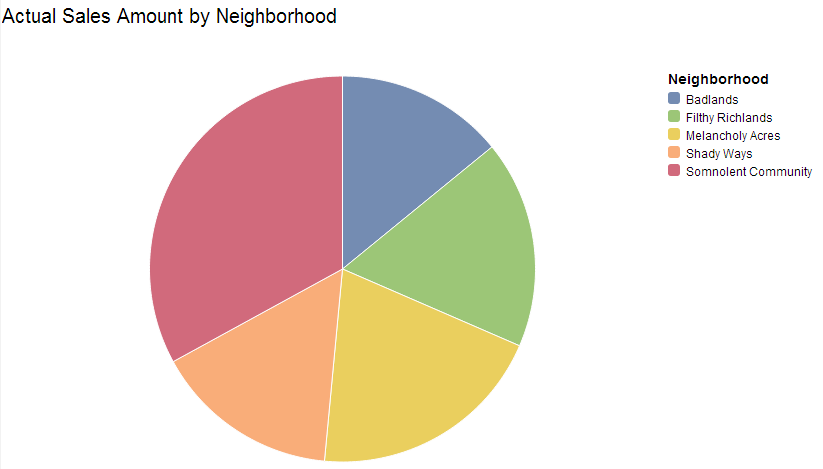 Actual Sales Amount by Neighborhood
Neighborhood
Badlands
Filthy Richlands
Melancholy Acres
Shady Ways
Somnolent Community